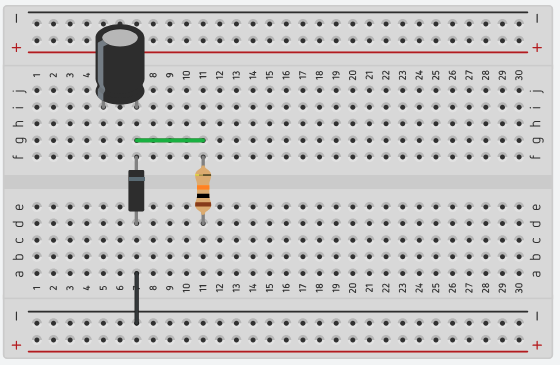 − −
+ +
1 2 3 4 8 9 10 11 12 13 14 15 16 17 18 19 20 21 22 23 24 25 26 27 28 29 30
j j
i i
h h
g g
f f
e e
d d
c c
b b
a a
1 2 3 4 5 6 8 9 10 11 12 13 14 15 16 17 18 19 20 21 22 23 24 25 26 27 28 29 30
− −
+ +